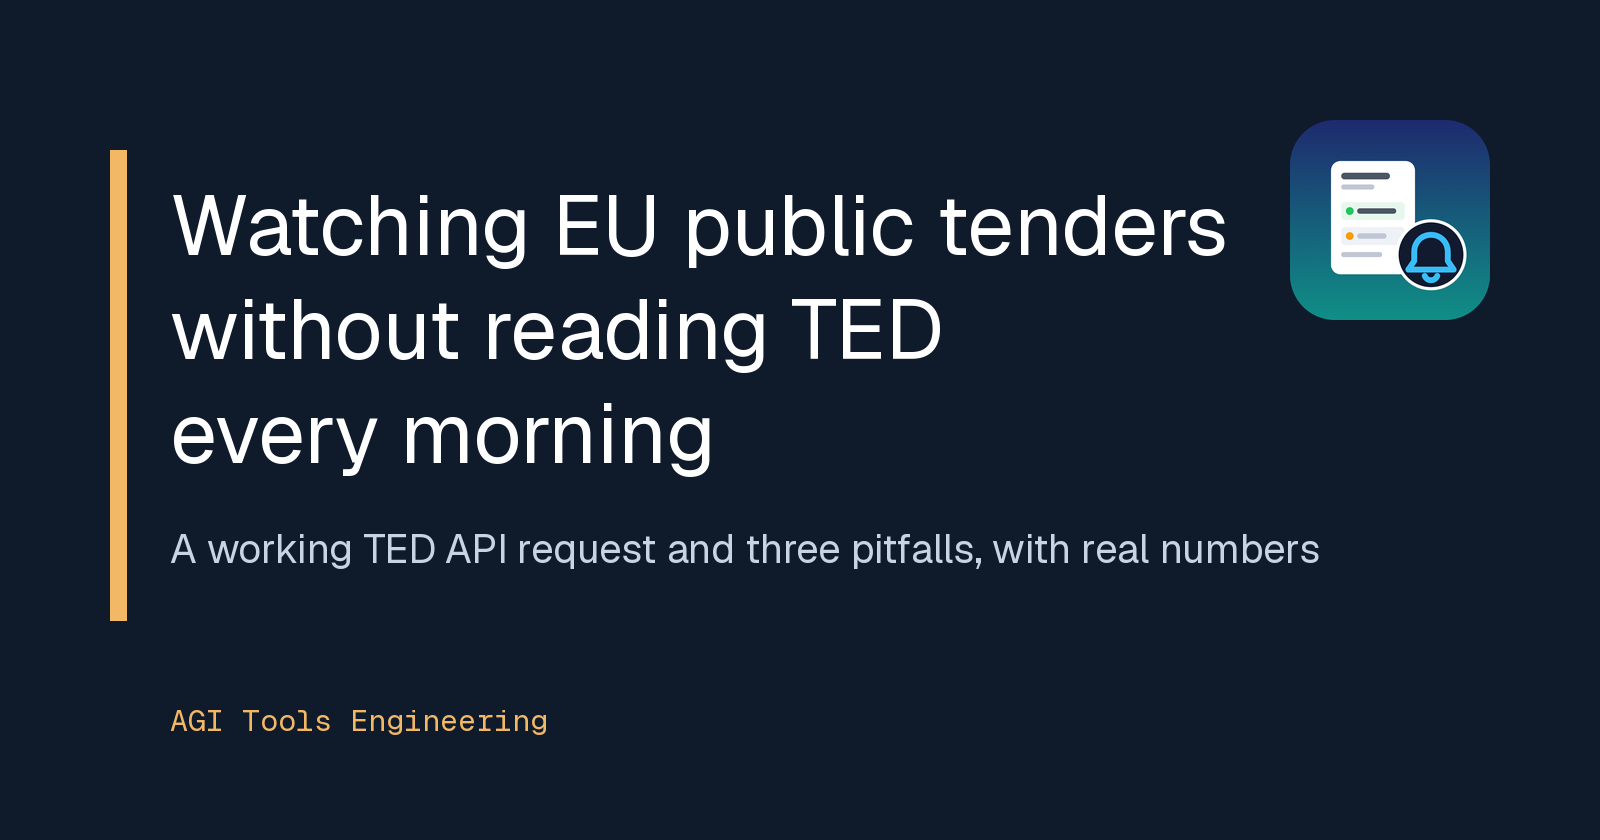 Watching EU public tenders
without reading TED
every morning
A working TED API request and three pitfalls, with real numbers
AGI Tools Engineering